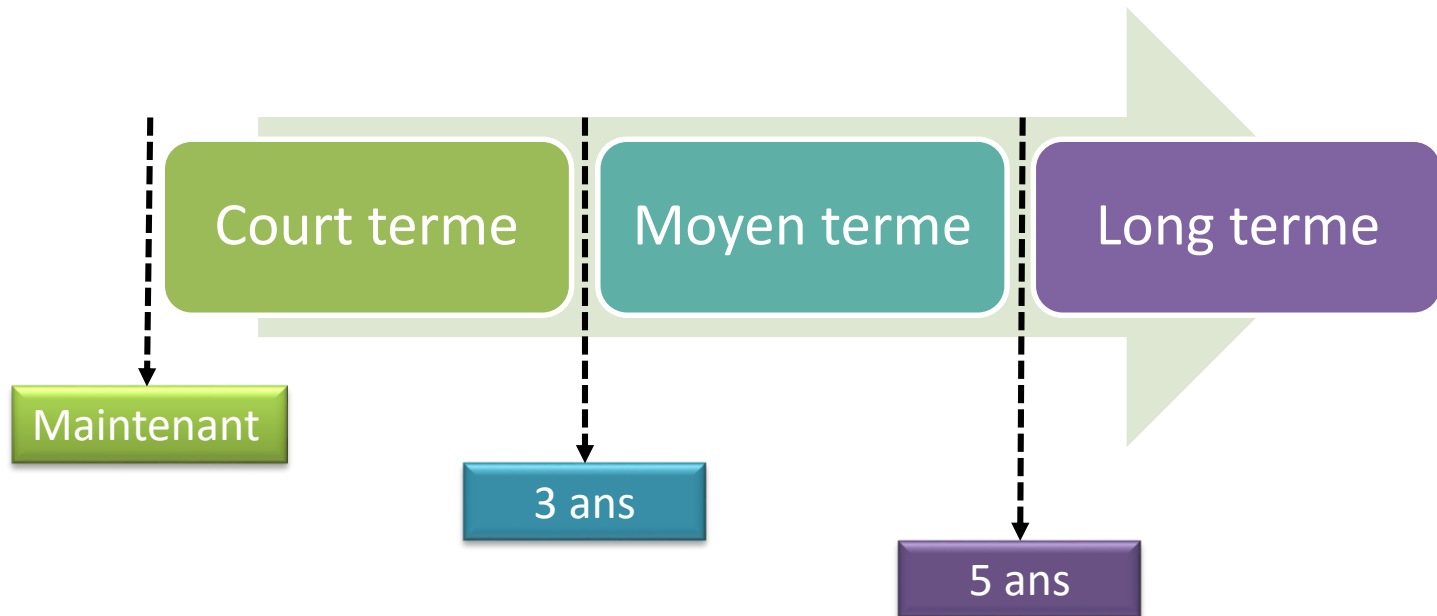 Court terme
Moyen terme
Long terme
Maintenant
3 ans
5 ans